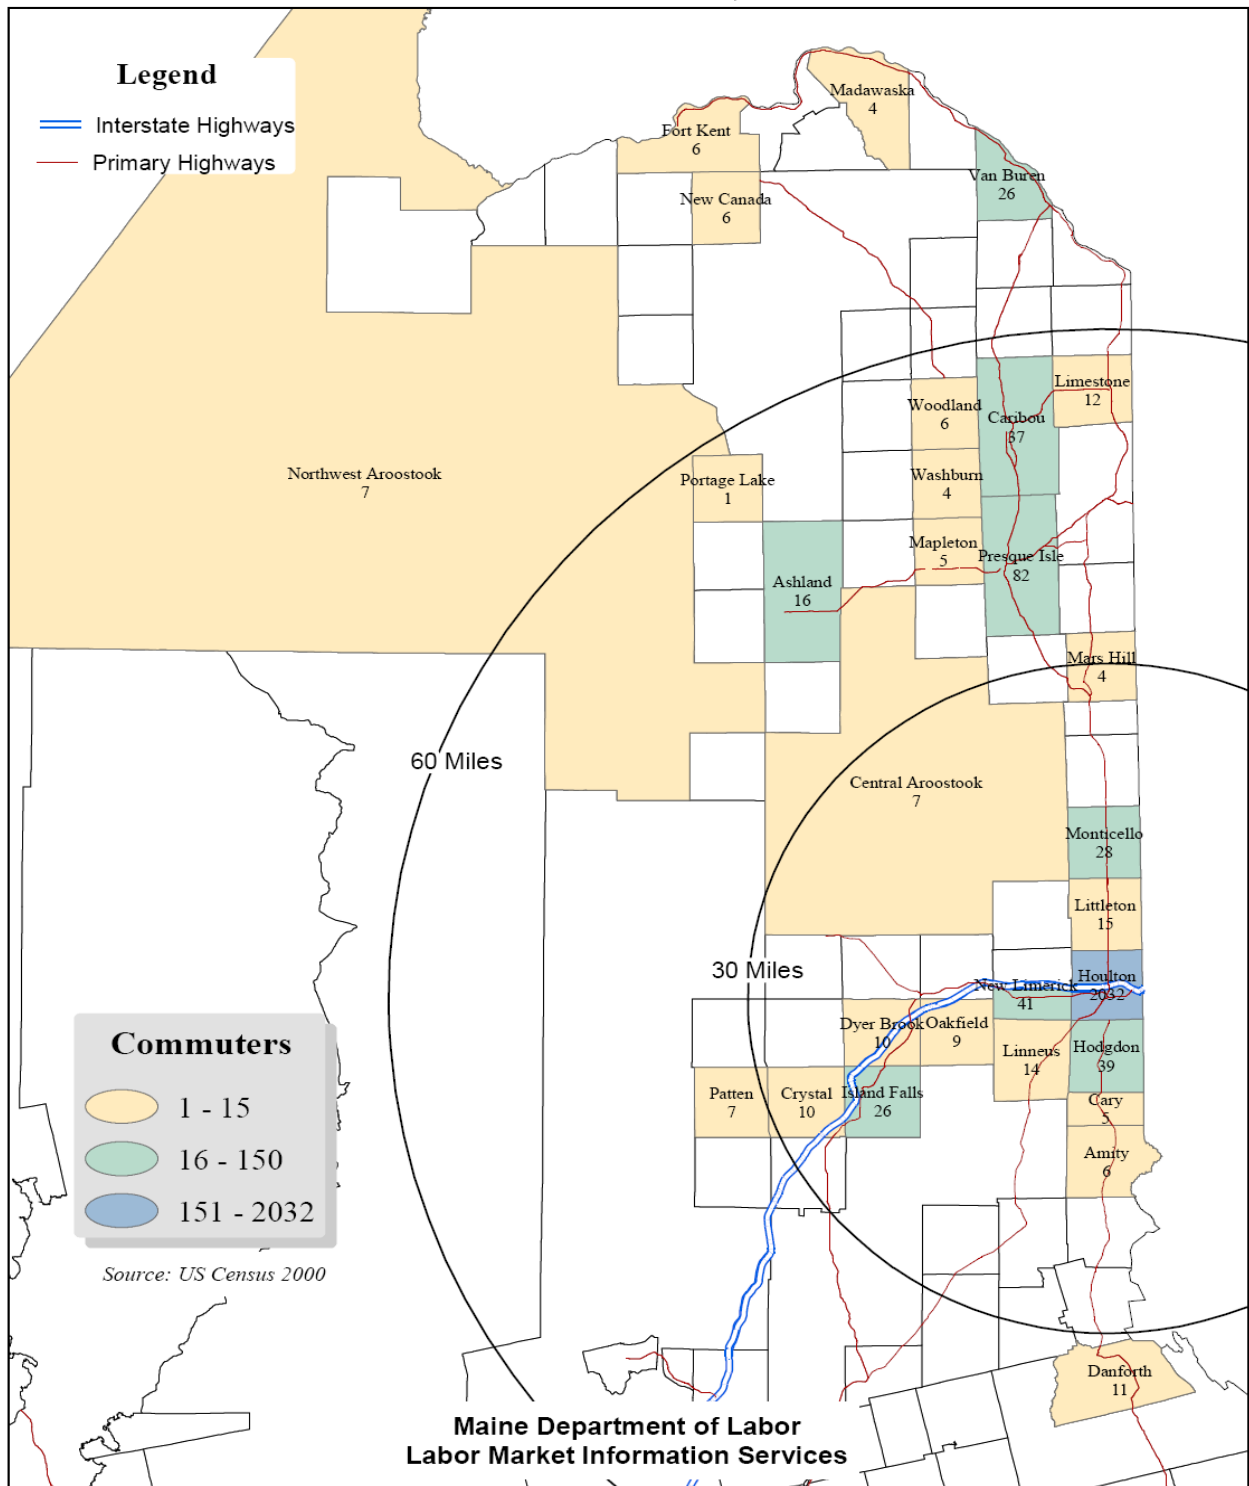 Legend
Interstate Highways
Primary Highways
Madawaska
4
Fort Kent
6
Van Buren
26
New Canada
6
Limestone
12
Woodland
6
Caribou
37
Northwest Aroostook
7
Portage Lake
1
Washburn
4
Mapleton
5
Presque Isle
82
Ashland
16
Mars Hill
4
60 Miles
Central Aroostook
7
Monticello
28
Littleton
15
30 Miles
Houlton
2032
New Limerick
41
Dyer Brook
10
Oakfield
9
Linneus
14
Hodgdon
39
Patten
7
Crystal
10
Island Falls
26
Cary
5
Amity
6
Commuters
1 - 15
16 - 150
151 - 2032
Source: US Census 2000
Danforth
11
Maine Department of Labor
Labor Market Information Services